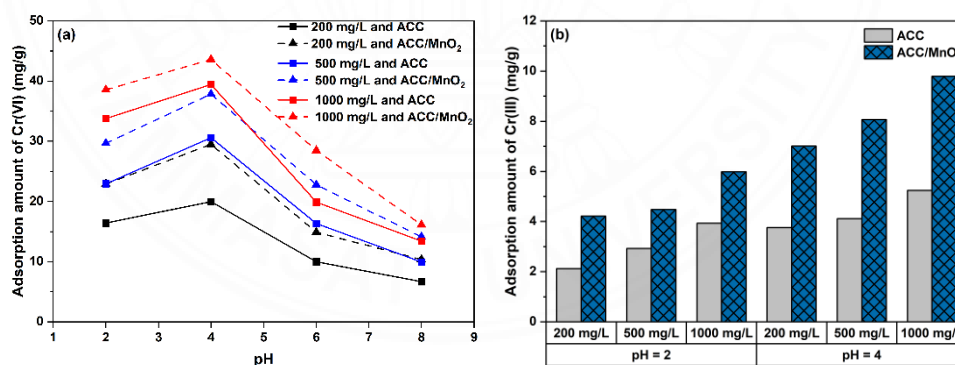 (a)
200 mg/L and ACC
200 mg/L and ACC/MnO₂
500 mg/L and ACC
500 mg/L and ACC/MnO₂
1000 mg/L and ACC
1000 mg/L and ACC/MnO₂
Adsorption amount of Cr(VI) (mg/g)
50
40
30
20
10
0
1 2 3 4 5 6 7 8 9
pH
(b)
ACC
ACC/MnO₂
Adsorption amount of Cr(III) (mg/g)
12
10
8
6
4
2
0
200 mg/L 500 mg/L 1000 mg/L 200 mg/L 500 mg/L 1000 mg/L
pH = 2 pH = 4